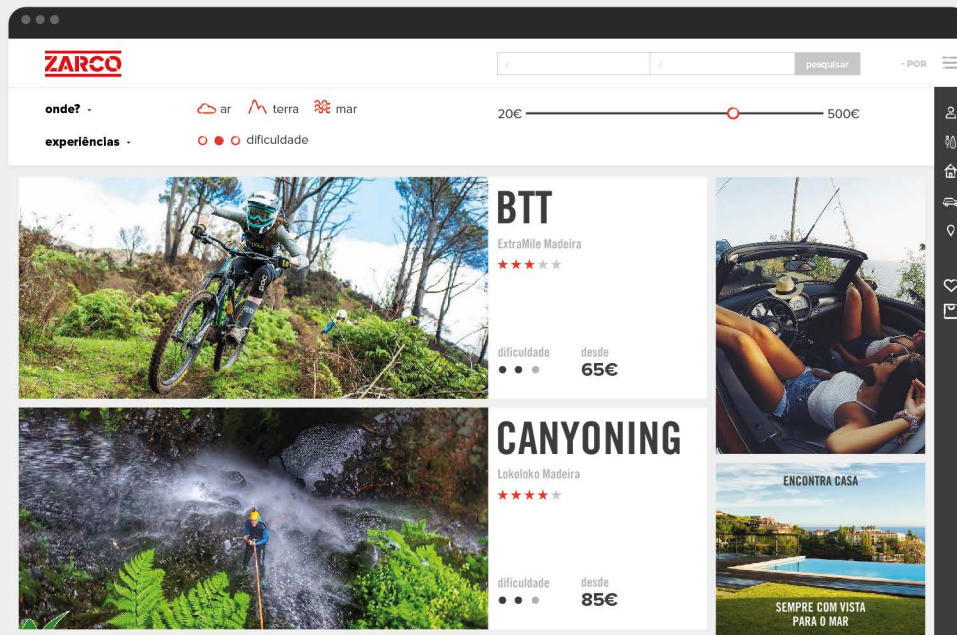 ZARCO
/
/
pesquisar
- POR
onde? -
ar
terra
mar
20€
500€
experiências -
dificuldade
BTT
ExtraMile Madeira
dificuldade
desde
65€
CANYONING
Lokoloko Madeira
dificuldade
desde
85€
ENCONTRA CASA
SEMPRE COM VISTA
PARA O MAR